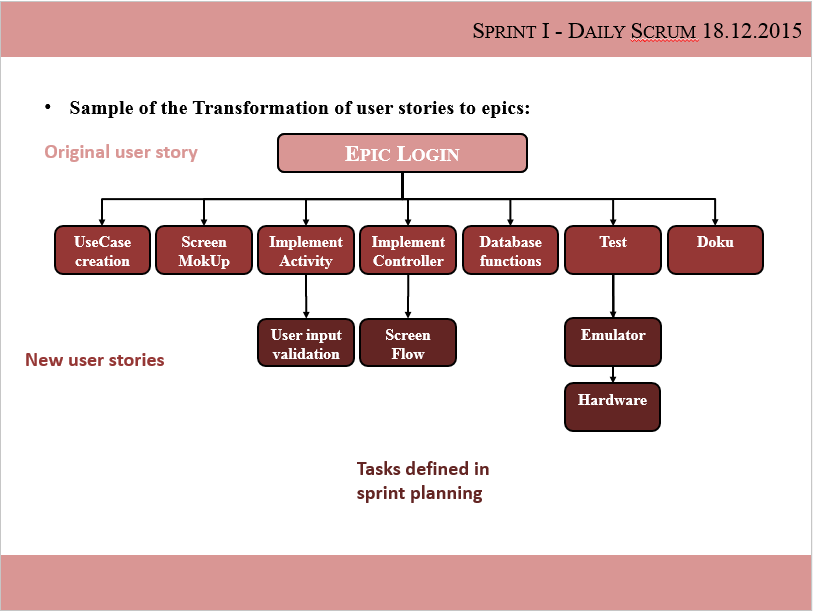 SPRINT I - DAILY SCRUM 18.12.2015
• Sample of the Transformation of user stories to epics:
Original user story
EPIC LOGIN
UseCase
creation
Screen
MokUp
Implement
Activity
Implement
Controller
Database
functions
Test
Doku
User input
validation
Screen
Flow
Emulator
New user stories
Hardware
Tasks defined in
sprint planning